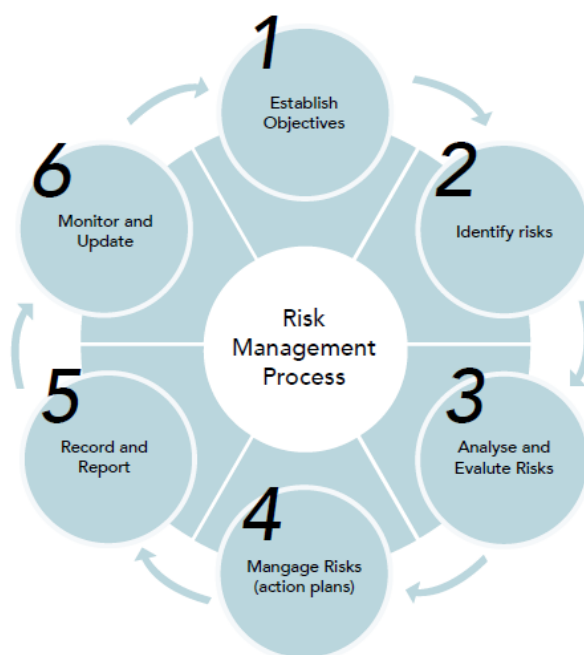 1
Establish
Objectives
2
Identify risks
3
Analyse and
Evalute Risks
4
Mangage Risks
(action plans)
5
Record and
Report
6
Monitor and
Update
Risk
Management
Process